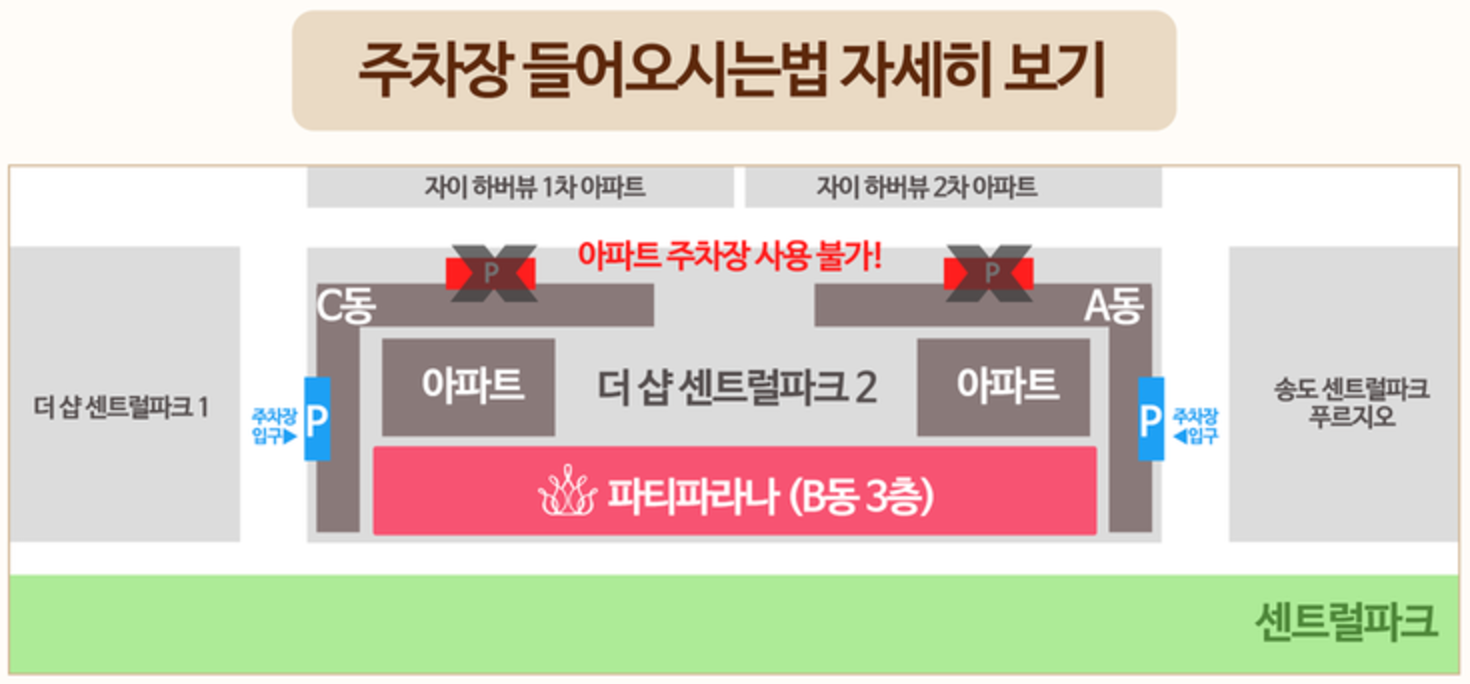 주차장 들어오시는법 자세히 보기
자이 하버뷰 1차 아파트
자이 하버뷰 2차 아파트
아파트 주차장 사용 불가!
P
P
C동
A동
더 샵 센트럴파크 1
주차장
입구▶
P
아파트
더 샵 센트럴파크 2
아파트
P
주차장
◀입구
송도 센트럴파크
푸르지오
파티파라나 (B동 3층)
센트럴파크